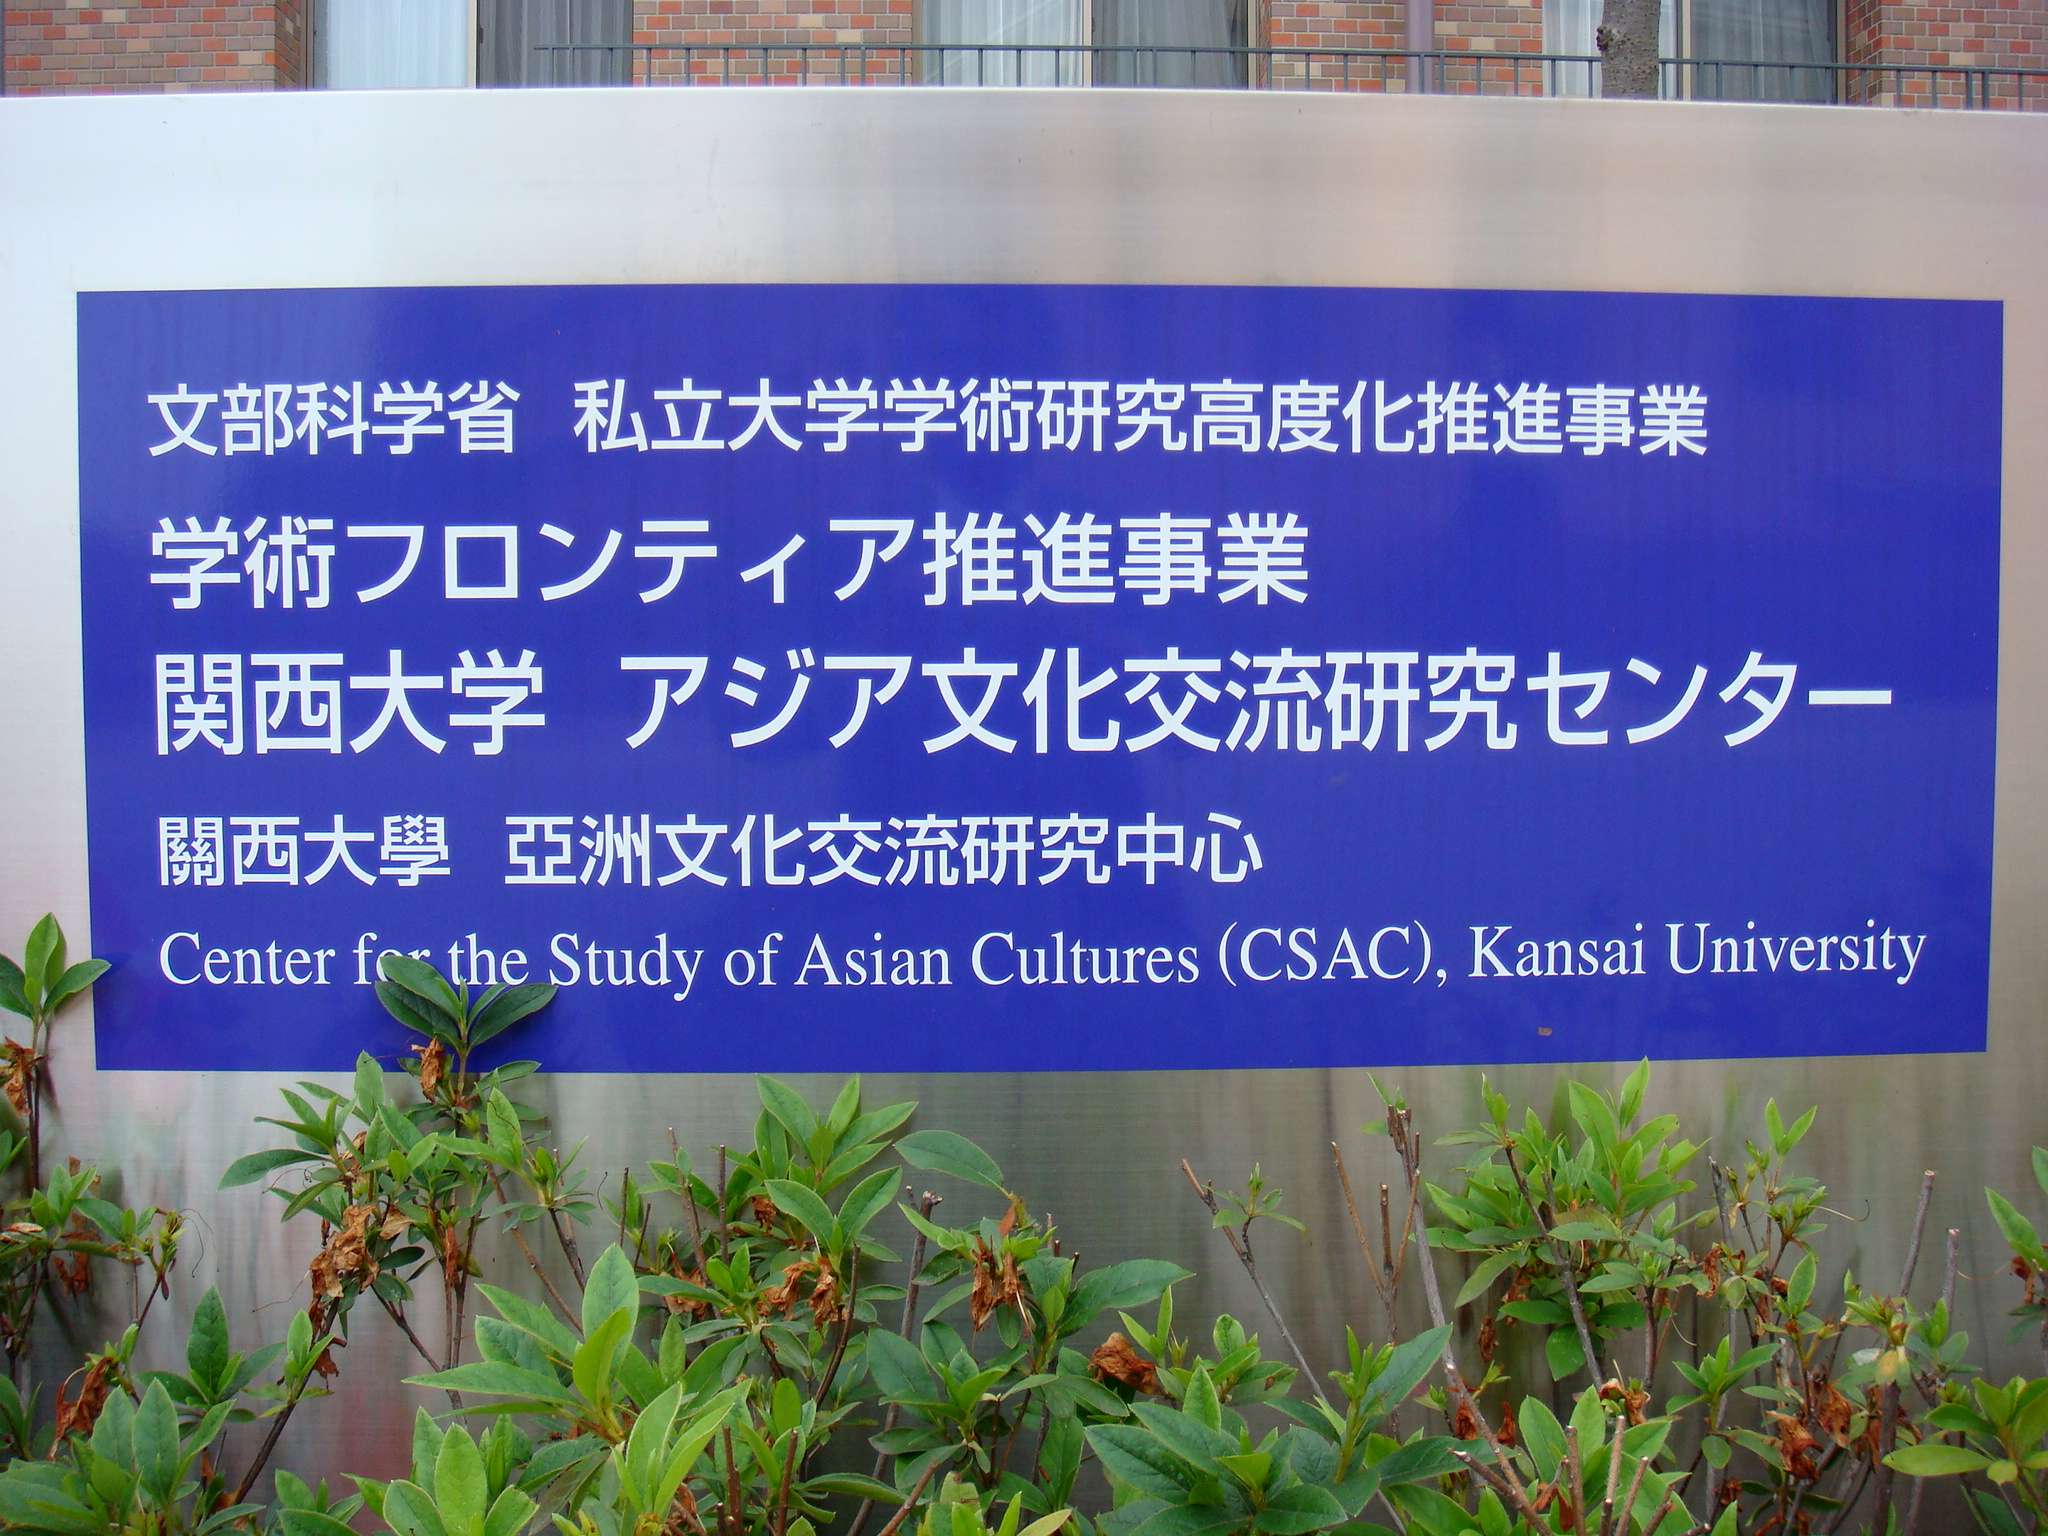 文部科学省 私立大学学術研究高度化推進事業
学術フロンティア推進事業
関西大学 アジア文化交流研究センター
關西大學 亞洲文化交流研究中心
Center for the Study of Asian Cultures (CSAC), Kansai University